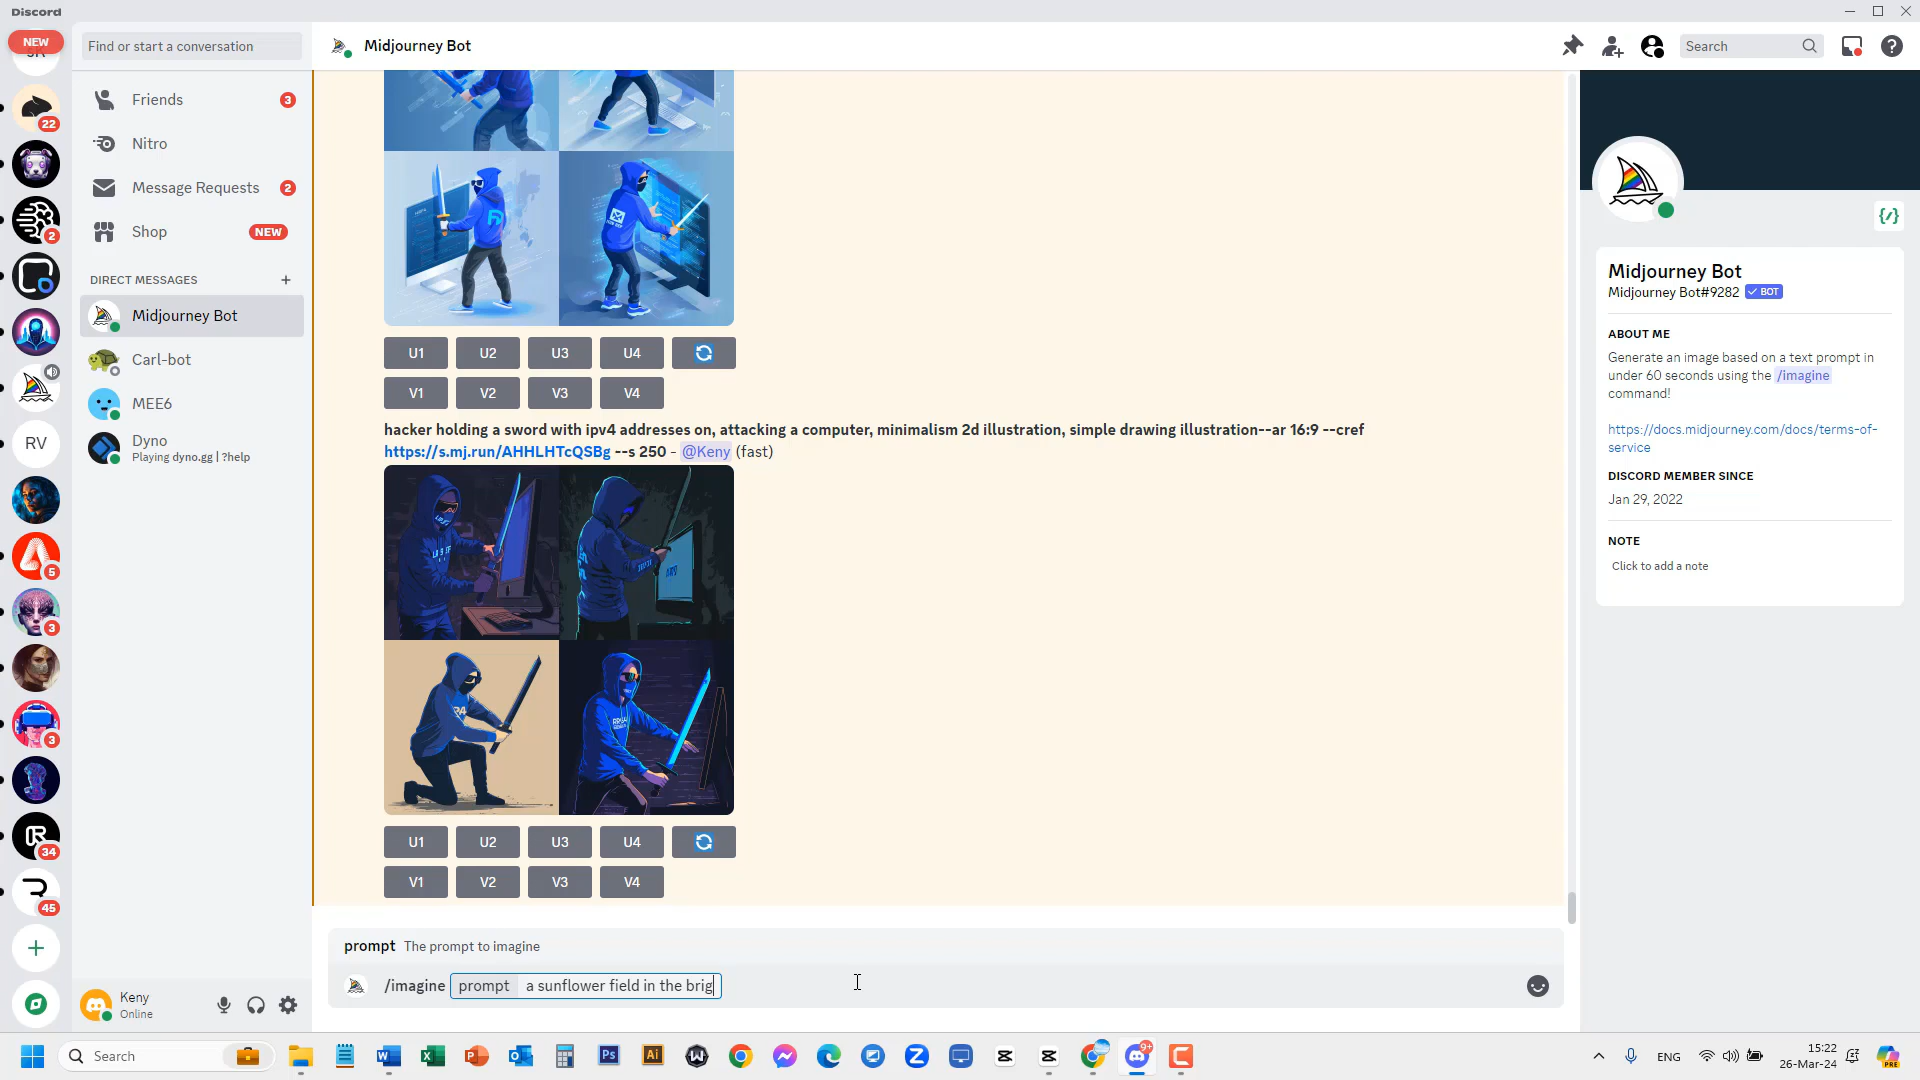 Discord
NEW
Find or start a conversation
Midjourney Bot
Search
Friends
3
Nitro
Message Requests
2
Shop
NEW
DIRECT MESSAGES
Midjourney Bot
Carl-bot
MEE6
Dyno
Playing dyno.gg | ?help
22
2
RV
5
3
3
34
45
U1 U2 U3 U4
V1 V2 V3 V4
hacker holding a sword with ipv4 addresses on, attacking a computer, minimalism 2d illustration, simple drawing illustration--ar 16:9 --cref
https://s.mj.run/AHHLHTcQSBg --s 250 - @Keny (fast)
U1 U2 U3 U4
V1 V2 V3 V4
prompt The prompt to imagine
/imagine prompt a sunflower field in the brig
Keny
Online
Midjourney Bot
Midjourney Bot#9282 BOT
ABOUT ME
Generate an image based on a text prompt in
under 60 seconds using the /imagine
command!
https://docs.midjourney.com/docs/terms-of-
service
DISCORD MEMBER SINCE
Jan 29, 2022
NOTE
Click to add a note
Search
Ps
Ai
9+
ENG
15:22
26-Mar-24
PRE